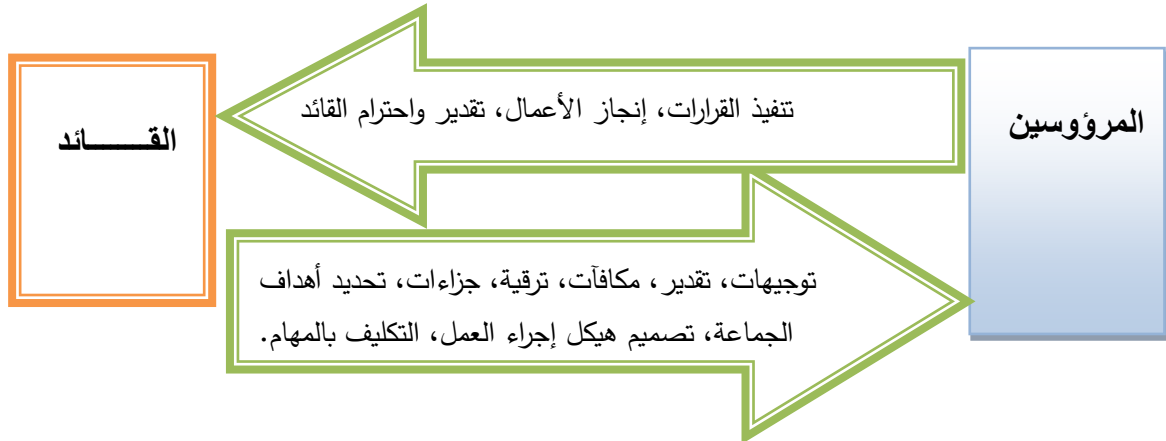 المرؤوسين
تنفيذ القرارات، إنجاز الأعمال، تقدير واحترام القائد
القـــــــائد
توجيهات، تقدير، مكافآت، ترقية، جزاءات، تحديد أهداف
الجماعة، تصميم هيكل إجراء العمل، التكليف بالمهام.